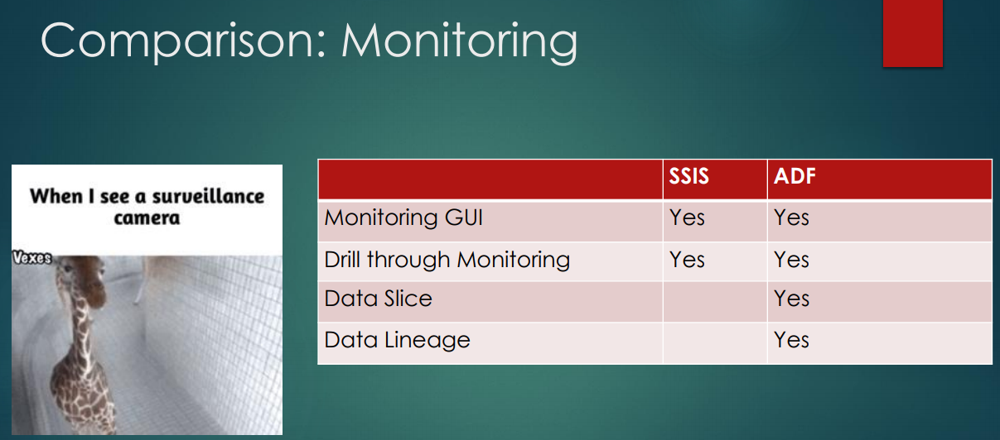 Comparison: Monitoring
When I see a surveillance
camera
Vexes
SSIS ADF
Monitoring GUI Yes Yes
Drill through Monitoring Yes Yes
Data Slice Yes
Data Lineage Yes